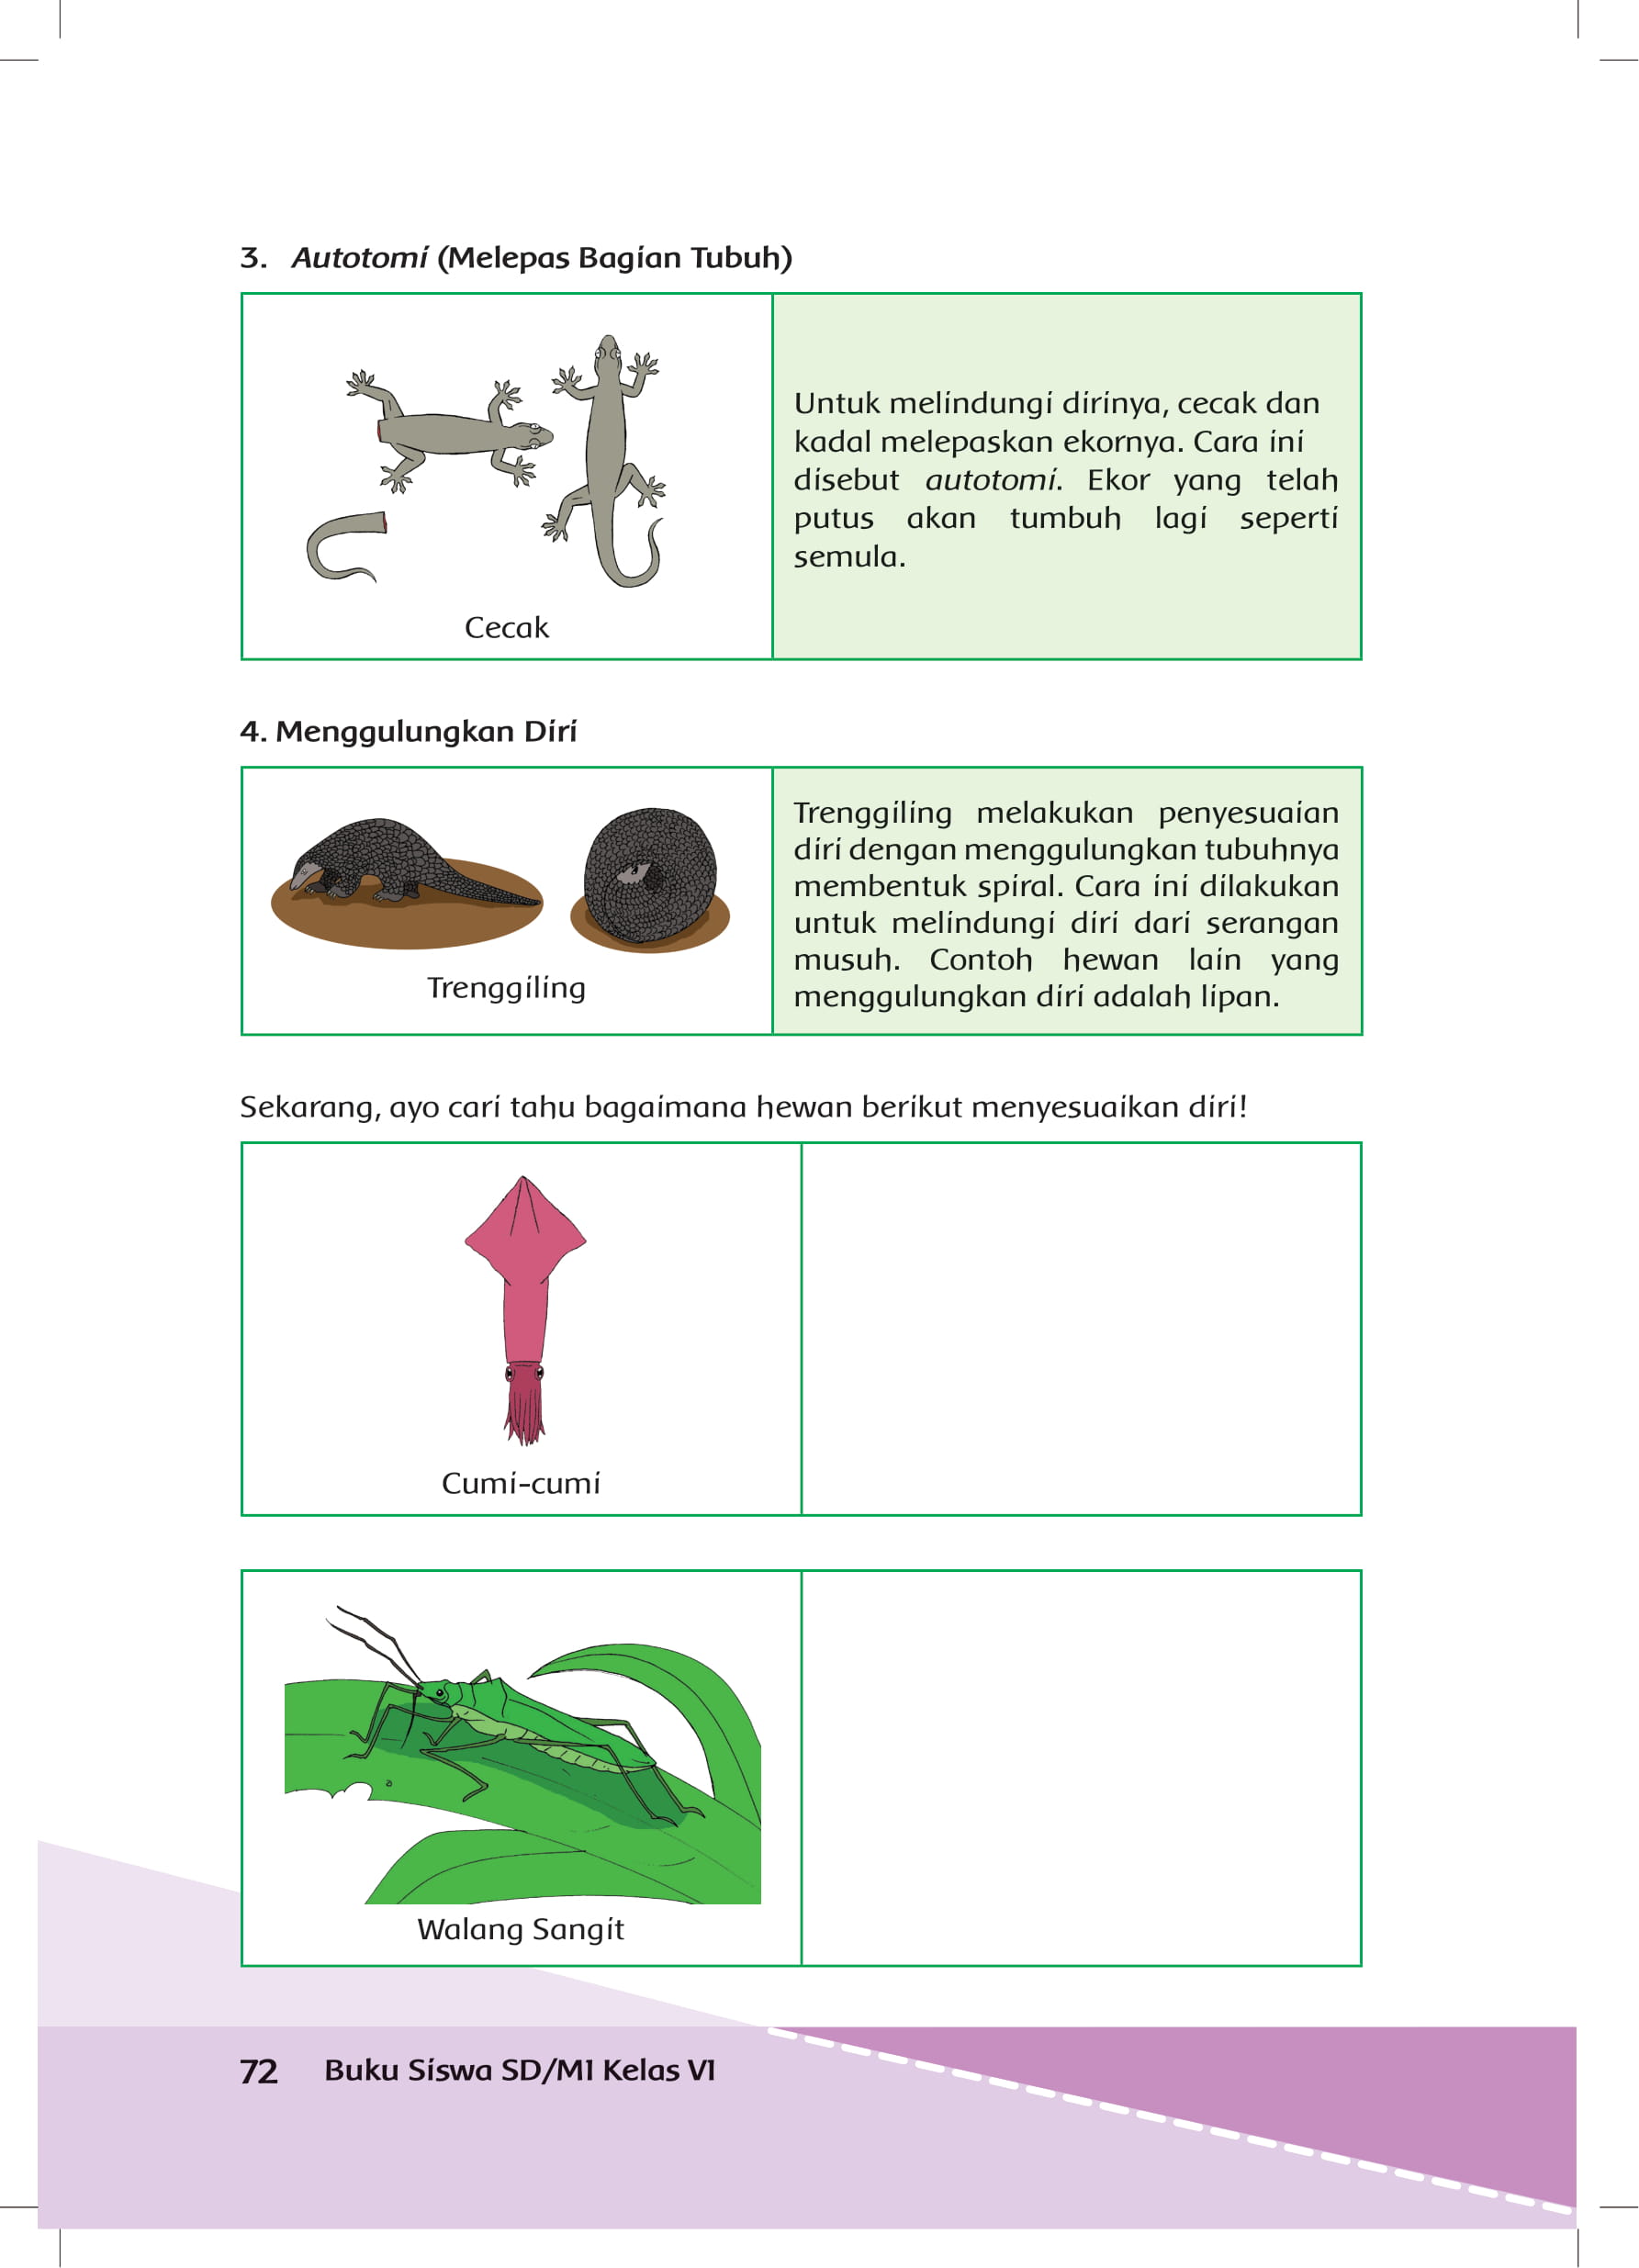 3. Autotomi (Melepas Bagian Tubuh)
Untuk melindungi dirinya, cecak dan
kadal melepaskan ekornya. Cara ini
disebut autotomi. Ekor yang telah
putus akan tumbuh lagi seperti
semula.
Cecak
4. Menggulungkan Diri
Trenggiling melakukan penyesuaian
diri dengan menggulungkan tubuhnya
membentuk spiral. Cara ini dilakukan
untuk melindungi diri dari serangan
musuh. Contoh hewan lain yang
menggulungkan diri adalah lipan.
Trenggiling
Sekarang, ayo cari tahu bagaimana hewan berikut menyesuaikan diri!
Cumi-cumi
Walang Sangit
72 Buku Siswa SD/MI Kelas VI